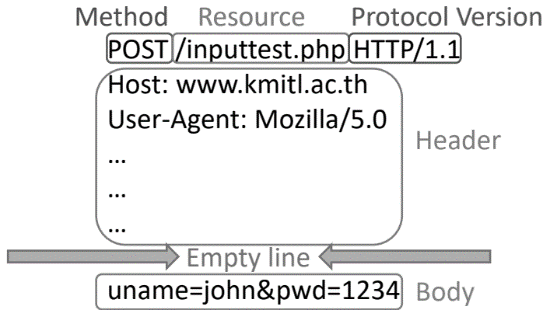 Method Resource Protocol Version
POST /inputtest.php HTTP/1.1
Host: www.kmitl.ac.th
User-Agent: Mozilla/5.0
Header
...
...
...
Empty line
uname=john&pwd=1234 Body